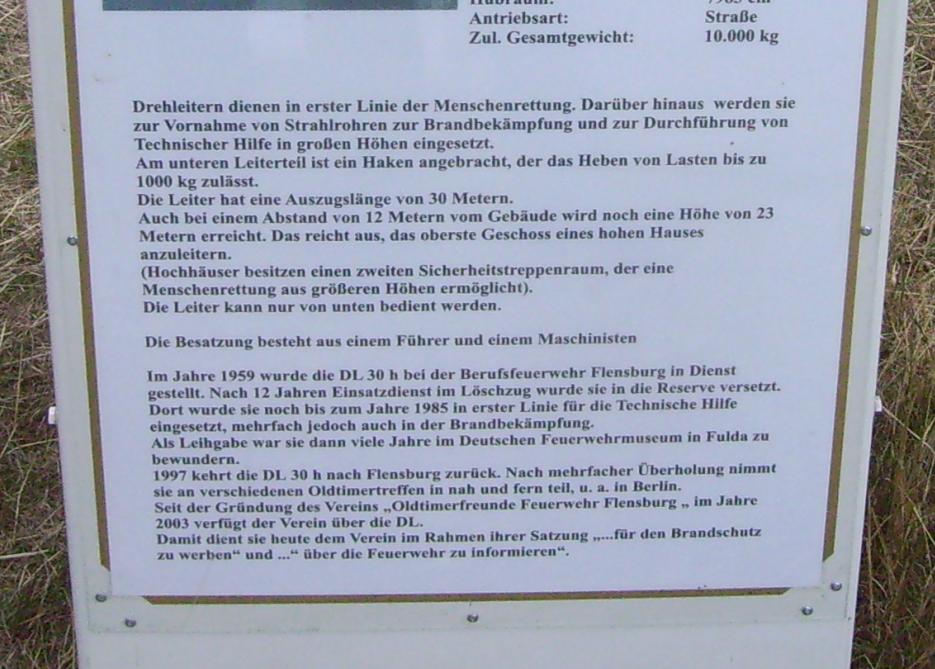 Antriebsart: Straße
Zul. Gesamtgewicht: 10.000 kg
Drehleitern dienen in erster Linie der Menschenrettung. Darüber hinaus werden sie
zur Vornahme von Strahlrohren zur Brandbekämpfung und zur Durchführung von
Technischer Hilfe in großen Höhen eingesetzt.
Am unteren Leiterteil ist ein Haken angebracht, der das Heben von Lasten bis zu
1000 kg zulässt.
Die Leiter hat eine Auszugslänge von 30 Metern.
Auch bei einem Abstand von 12 Metern vom Gebäude wird noch eine Höhe von 23
Metern erreicht. Das reicht aus, das oberste Geschoss eines hohen Hauses
anzuleitern.
(Hochhäuser besitzen einen zweiten Sicherheitstreppenraum, der eine
Menschenrettung aus größeren Höhen ermöglicht).
Die Leiter kann nur von unten bedient werden.
Die Besatzung besteht aus einem Führer und einem Maschinisten
Im Jahre 1959 wurde die DL 30 h bei der Berufsfeuerwehr Flensburg in Dienst
gestellt. Nach 12 Jahren Einsatzdienst im Löschzug wurde sie in die Reserve versetzt.
Dort wurde sie noch bis zum Jahre 1985 in erster Linie für die Technische Hilfe
eingesetzt, mehrfach jedoch auch in der Brandbekämpfung.
Als Leihgabe war sie dann viele Jahre im Deutschen Feuerwehrmuseum in Fulda zu
bewundern.
1997 kehrt die DL 30 h nach Flensburg zurück. Nach mehrfacher Überholung nimmt
sie an verschiedenen Oldtimertreffen in nah und fern teil, u. a. in Berlin.
Seit der Gründung des Vereins „Oldtimerfreunde Feuerwehr Flensburg „ im Jahre
2003 verfügt der Verein über die DL.
Damit dient sie heute dem Verein im Rahmen ihrer Satzung „...für den Brandschutz
zu werben“ und ...“ über die Feuerwehr zu informieren“.